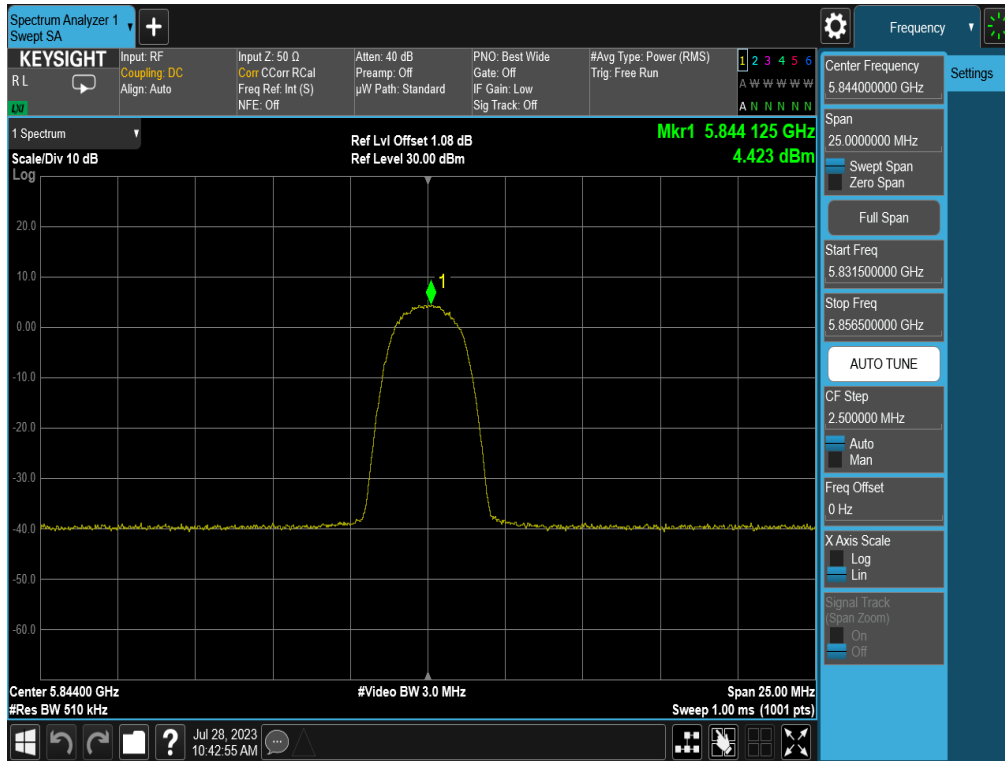 Spectrum Analyzer 1
Swept SA
+
Frequency
KEYSIGHT
RL
LXI
Input: RF
Coupling: DC
Align: Auto
Input Z: 50 Ω
Corr CCorr RCal
Freq Ref: Int (S)
NFE: Off
Atten: 40 dB
Preamp: Off
µW Path: Standard
PNO: Best Wide
Gate: Off
IF Gain: Low
Sig Track: Off
#Avg Type: Power (RMS)
Trig: Free Run
1 2 3 4 5 6
A W W W W W
A N N N N N
1 Spectrum
Scale/Div 10 dB
Log
Ref Lvl Offset 1.08 dB
Ref Level 30.00 dBm
Mkr1 5.844 125 GHz
4.423 dBm
20.0
10.0
0.00
-10.0
-20.0
-30.0
-40.0
-50.0
-60.0
1
Center 5.84400 GHz
#Res BW 510 kHz
#Video BW 3.0 MHz
Span 25.00 MHz
Sweep 1.00 ms (1001 pts)
Center Frequency
5.844000000 GHz
Settings
Span
25.0000000 MHz
Swept Span
Zero Span
Full Span
Start Freq
5.831500000 GHz
Stop Freq
5.856500000 GHz
AUTO TUNE
CF Step
2.500000 MHz
Auto
Man
Freq Offset
0 Hz
X Axis Scale
Log
Lin
Signal Track
(Span Zoom)
On
Off
?
Jul 28, 2023
10:42:55 AM